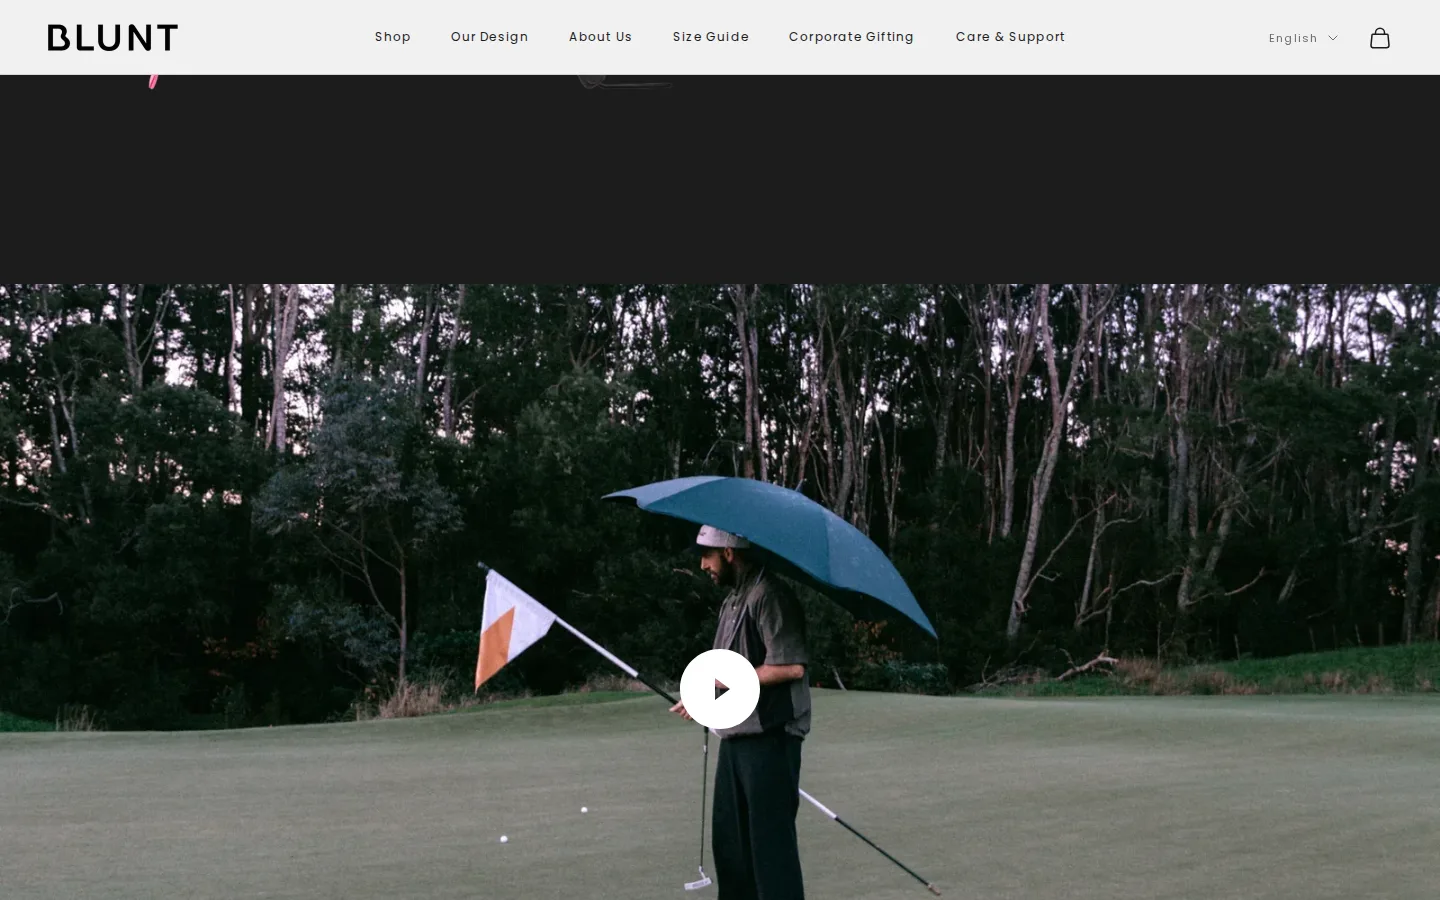 BLUNT
Shop
Our Design
About Us
Size Guide
Corporate Gifting
Care & Support
English